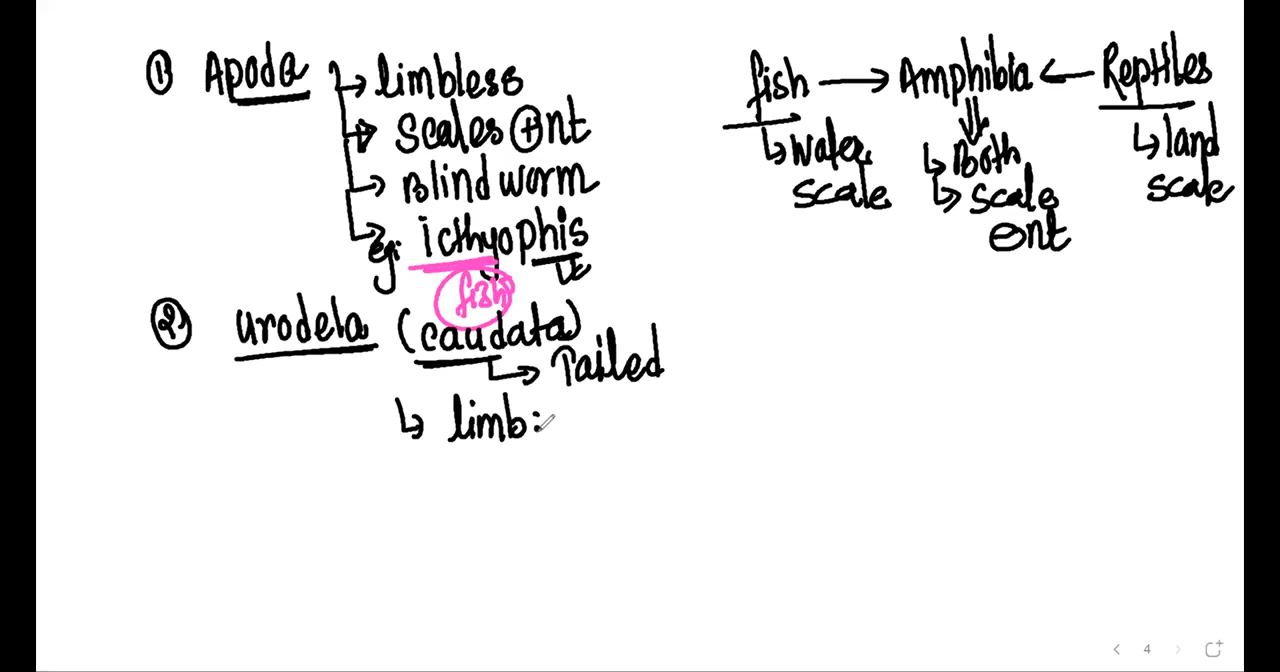 ① Apoda → limbless
→ scales ⊕nt
→ Blind worm
→ eg: icthyophis
fish
② urodela (caudata)
→ Tailed
↳ limb:
fish → Amphibia ← Reptiles
↳ water
scale
↳ Both
↳ scale
⊖nt
↳ land
scale
4